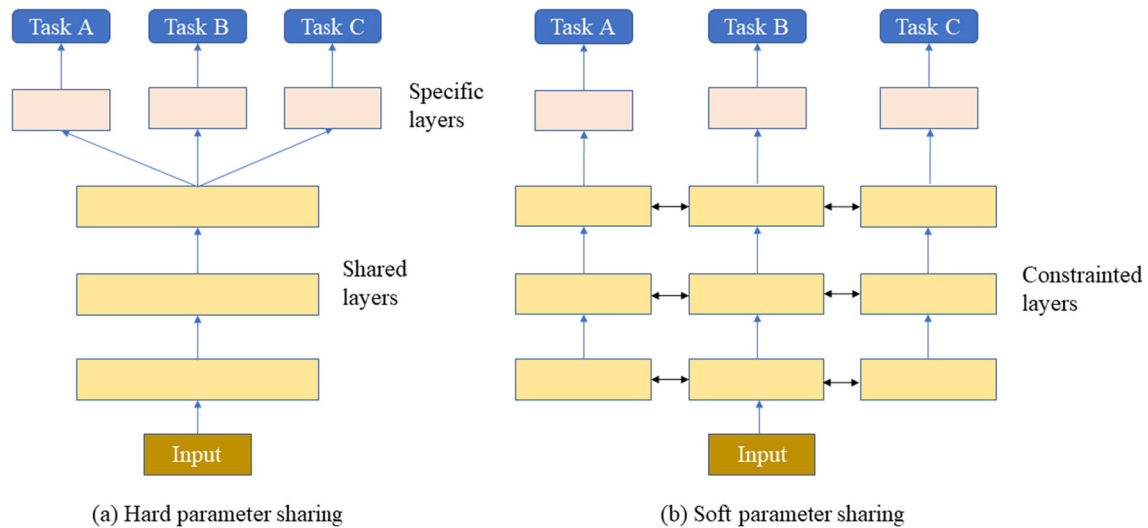 Task A
Task B
Task C
Specific
layers
Shared
layers
Input
(a) Hard parameter sharing
Task A
Task B
Task C
Constrainted
layers
Input
(b) Soft parameter sharing